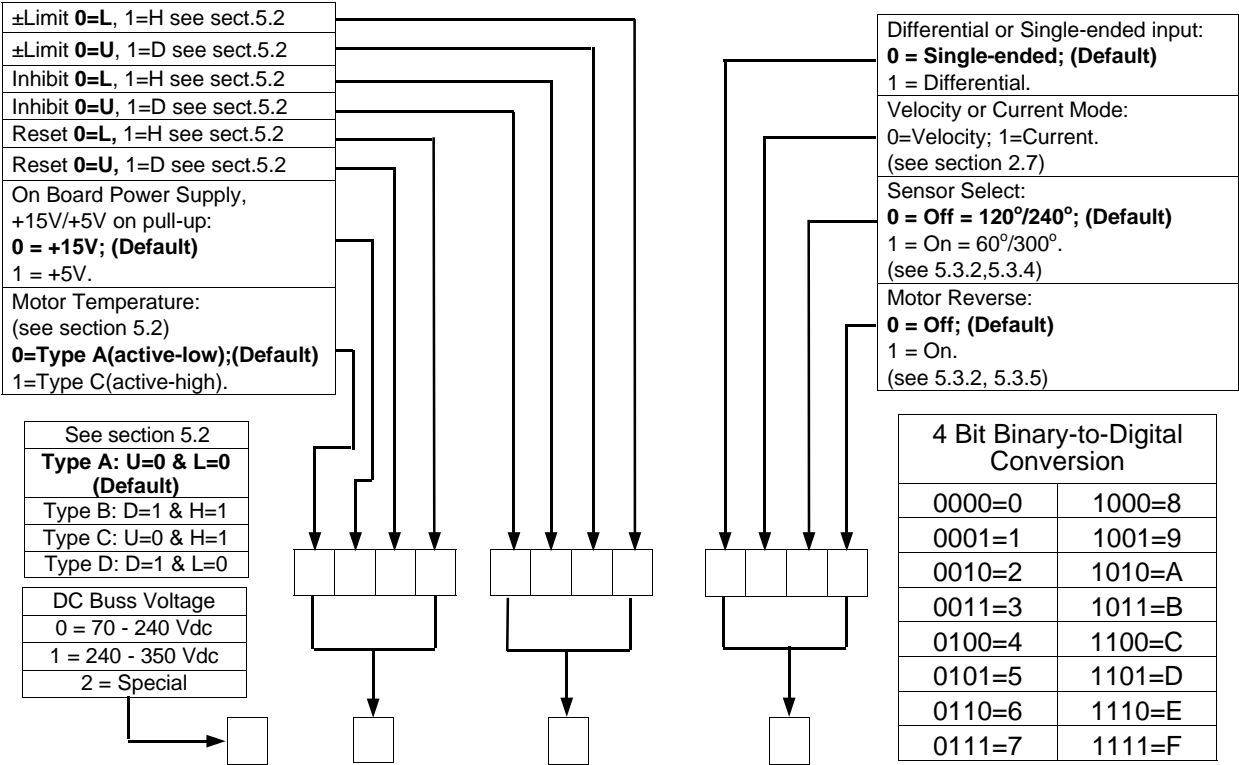 ±Limit 0=L, 1=H see sect.5.2
±Limit 0=U, 1=D see sect.5.2
Inhibit 0=L, 1=H see sect.5.2
Inhibit 0=U, 1=D see sect.5.2
Reset 0=L, 1=H see sect.5.2
Reset 0=U, 1=D see sect.5.2
On Board Power Supply,
+15V/+5V on pull-up:
0 = +15V; (Default)
1 = +5V.
Motor Temperature:
(see section 5.2)
0=Type A(active-low);(Default)
1=Type C(active-high).
See section 5.2
Type A: U=0 & L=0
(Default)
Type B: D=1 & H=1
Type C: U=0 & H=1
Type D: D=1 & L=0
DC Buss Voltage
0 = 70 - 240 Vdc
1 = 240 - 350 Vdc
2 = Special
Differential or Single-ended input:
0 = Single-ended; (Default)
1 = Differential.
Velocity or Current Mode:
0=Velocity; 1=Current.
(see section 2.7)
Sensor Select:
0 = Off = 120°/240°; (Default)
1 = On = 60°/300°.
(see 5.3.2,5.3.4)
Motor Reverse:
0 = Off; (Default)
1 = On.
(see 5.3.2, 5.3.5)
4 Bit Binary-to-Digital
Conversion
0000=0 1000=8
0001=1 1001=9
0010=2 1010=A
0011=3 1011=B
0100=4 1100=C
0101=5 1101=D
0110=6 1110=E
0111=7 1111=F